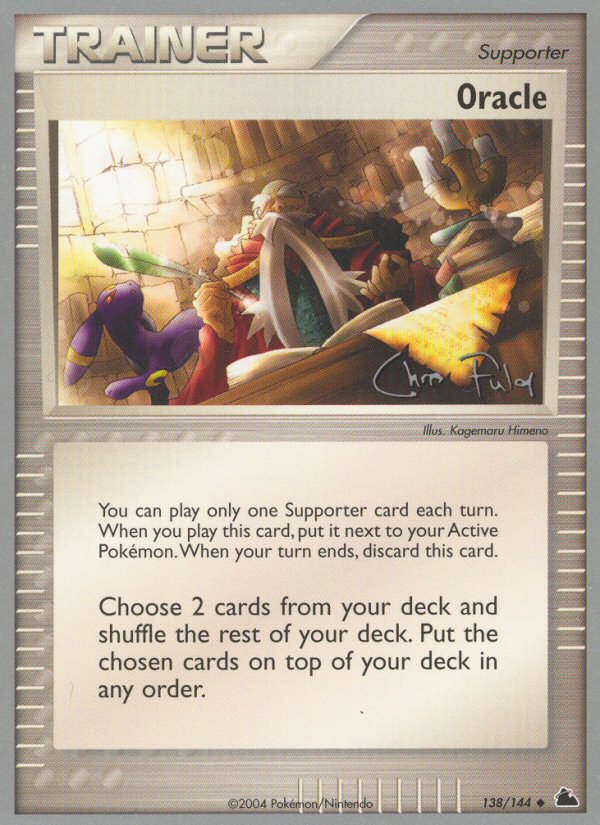 TRAINER
Supporter
Oracle
Chris Fulop
Illus. Kagemaru Himeno
You can play only one Supporter card each turn.
When you play this card, put it next to your Active
Pokémon. When your turn ends, discard this card.
Choose 2 cards from your deck and
shuffle the rest of your deck. Put the
chosen cards on top of your deck in
any order.
©2004 Pokémon/Nintendo
138/144